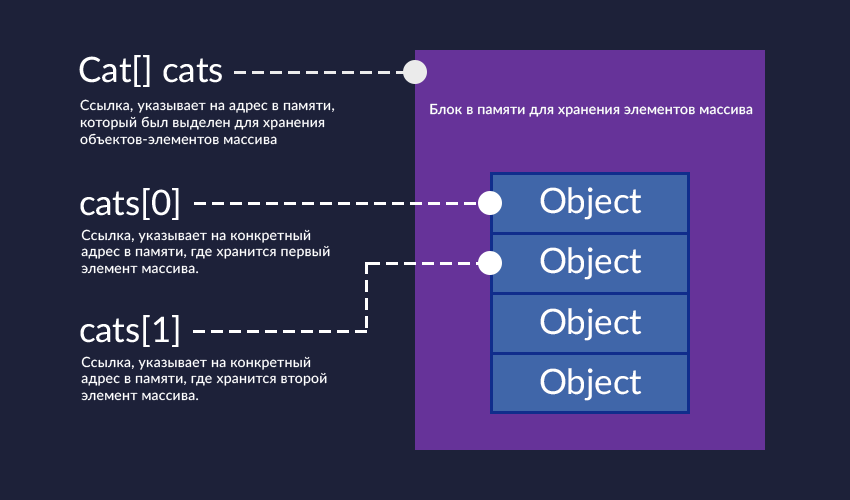 Cat[] cats
Ссылка, указывает на адрес в памяти,
который был выделен для хранения
объектов-элементов массива
Блок в памяти для хранения элементов массива
cats[0]
Ссылка, указывает на конкретный
адрес в памяти, где хранится первый
элемент массива.
cats[1]
Ссылка, указывает на конкретный
адрес в памяти, где хранится второй
элемент массива.
Object
Object
Object
Object